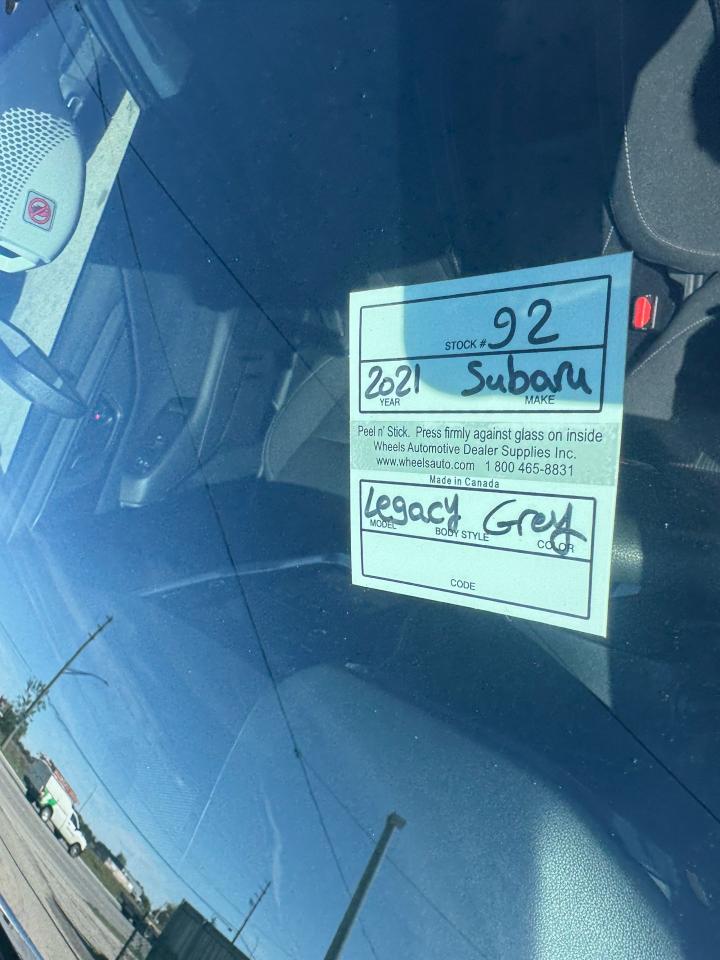 STOCK # 92
2021 Subaru
YEAR MAKE
Peel n' Stick. Press firmly against glass on inside
Wheels Automotive Dealer Supplies Inc.
www.wheelsauto.com 1 800 465-8831
Made in Canada
Legacy Grey
MODEL BODY STYLE COLOR
CODE